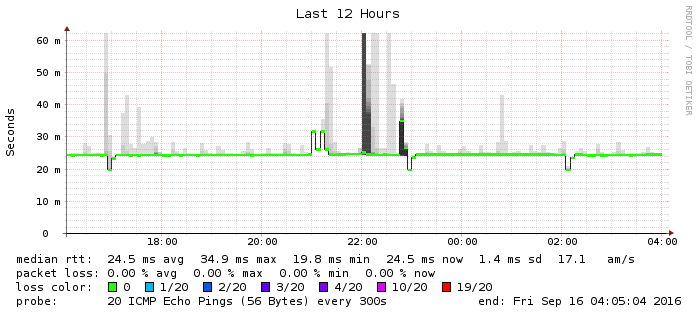 Last 12 Hours
RRDTOOL / TOBI OETIKER
Seconds
60 m
50 m
40 m
30 m
20 m
10 m
0
18:00 20:00 22:00 00:00 02:00 04:00
median rtt: 24.5 ms avg 34.9 ms max 19.8 ms min 24.5 ms now 1.4 ms sd 17.1 am/s
packet loss: 0.00 % avg 0.00 % max 0.00 % min 0.00 % now
loss color: 0 1/20 2/20 3/20 4/20 10/20 19/20
probe: 20 ICMP Echo Pings (56 Bytes) every 300s end: Fri Sep 16 04:05:04 2016